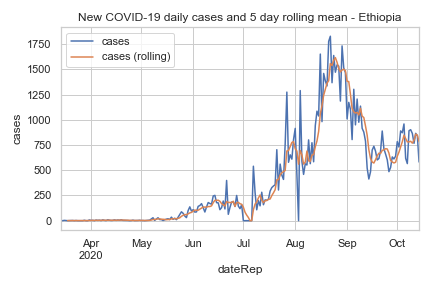 New COVID-19 daily cases and 5 day rolling mean - Ethiopia
cases
cases (rolling)
1750
1500
1250
1000
750
500
250
0
cases
Apr
2020
May
Jun
Jul
Aug
Sep
Oct
dateRep